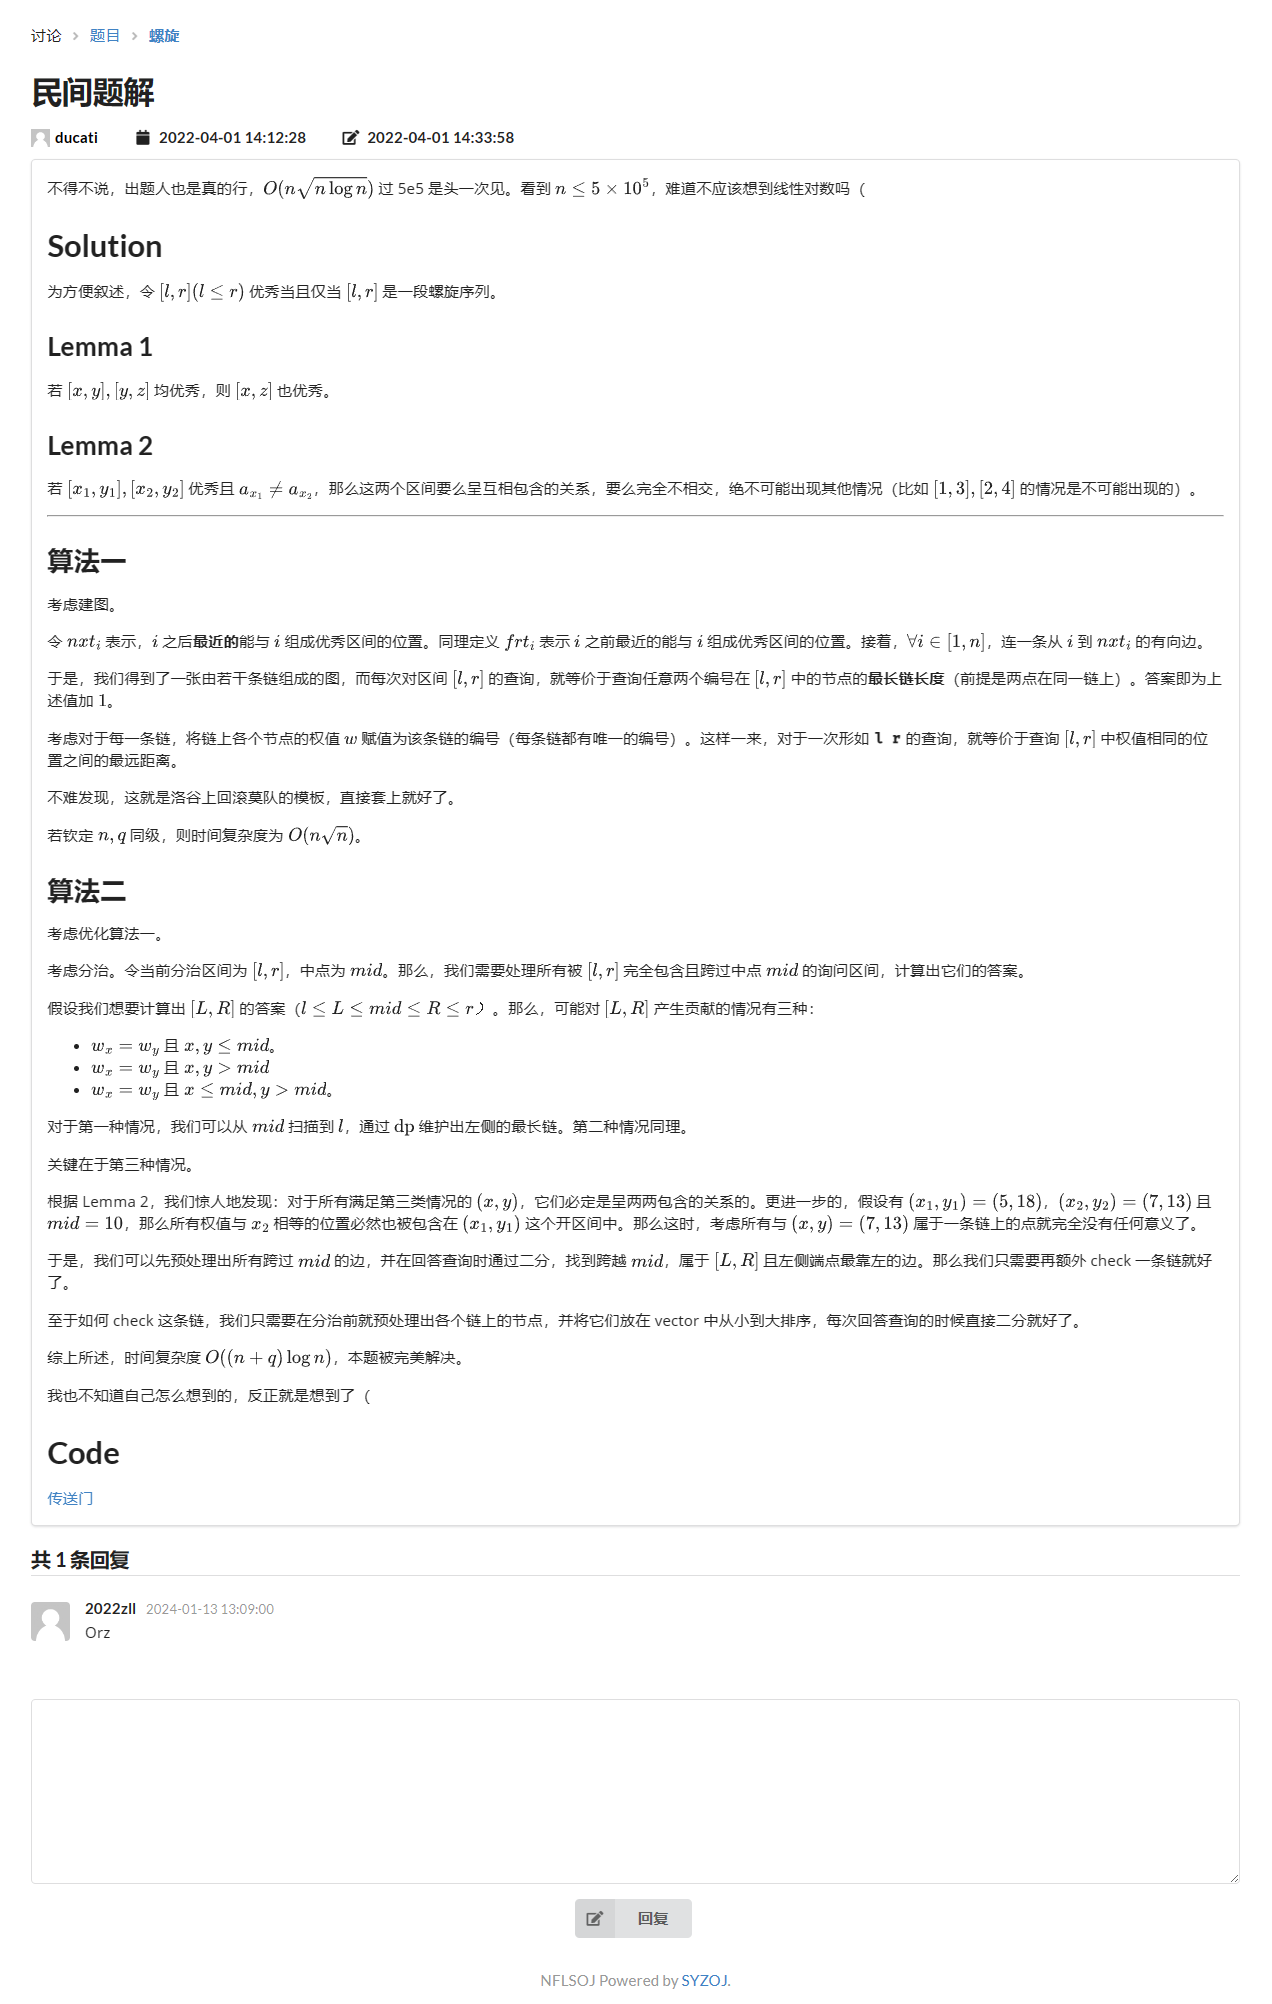 讨论 题目 螺旋
民间题解
ducati 2022-04-01 14:12:28 2022-04-01 14:33:58
不得不说，出题人也是真的行，$O(n\sqrt{n \log n})$ 过 5e5 是头一次见。看到 $n \leq 5 \times 10^5$，难道不应该想到线性对数吗（
Solution
为方便叙述，令 $[l, r](l \leq r)$ 优秀当且仅当 $[l, r]$ 是一段螺旋序列。
Lemma 1
若 $[x, y], [y, z]$ 均优秀，则 $[x, z]$ 也优秀。
Lemma 2
若 $[x_1, y_1], [x_2, y_2]$ 优秀且 $a_{x_1} \neq a_{x_2}$，那么这两个区间要么呈互相包含的关系，要么完全不相交，绝不可能出现其他情况（比如 $[1, 3], [2, 4]$ 的情况是不可能出现的）。
算法一
考虑建图。
令 $nxt_i$ 表示，$i$ 之后最近的能与 $i$ 组成优秀区间的位置。同理定义 $frt_i$ 表示 $i$ 之前最近的能与 $i$ 组成优秀区间的位置。接着，$\forall i \in [1, n]$，连一条从 $i$ 到 $nxt_i$ 的有向边。
于是，我们得到了一张由若干条链组成的图，而每次对区间 $[l, r]$ 的查询，就等价于查询任意两个编号在 $[l, r]$ 中的节点的最长链长度（前提是两点在同一链上）。答案即为上
述值加 $1$。
考虑对于每一条链，将链上各个节点的权值 $w$ 赋值为该条链的编号（每条链都有唯一的编号）。这样一来，对于一次形如 l r 的查询，就等价于查询 $[l, r]$ 中权值相同的位
置之间的最远距离。
不难发现，这就是洛谷上回滚莫队的模板，直接套上就好了。
若钦定 $n, q$ 同级，则时间复杂度为 $O(n\sqrt{n})$。
算法二
考虑优化算法一。
考虑分治。令当前分治区间为 $[l, r]$，中点为 $mid$。那么，我们需要处理所有被 $[l, r]$ 完全包含且跨过中点 $mid$ 的询问区间，计算出它们的答案。
假设我们想要计算出 $[L, R]$ 的答案（$l \leq L \leq mid \leq R \leq r$）。那么，可能对 $[L, R]$ 产生贡献的情况有三种：
• $w_x = w_y$ 且 $x, y \leq mid$。
• $w_x = w_y$ 且 $x, y > mid$
• $w_x = w_y$ 且 $x \leq mid, y > mid$。
对于第一种情况，我们可以从 $mid$ 扫描到 $l$，通过 dp 维护出左侧的最长链。第二种情况同理。
关键在于第三种情况。
根据 Lemma 2，我们惊人地发现：对于所有满足第三类情况的 $(x, y)$，它们必定是呈两两包含的关系的。更进一步的，假设有 $(x_1, y_1) = (5, 18)$，$(x_2, y_2) = (7, 13)$ 且
$mid = 10$，那么所有权值与 $x_2$ 相等的位置必然也被包含在 $(x_1, y_1)$ 这个开区间中。那么这时，考虑所有与 $(x, y) = (7, 13)$ 属于一条链上的点就完全没有任何意义了。
于是，我们可以先预处理出所有跨过 $mid$ 的边，并在回答查询时通过二分，找到跨越 $mid$，属于 $[L, R]$ 且左侧端点最靠左的边。那么我们只需要再额外 check 一条链就好
了。
至于如何 check 这条链，我们只需要在分治前就预处理出各个链上的节点，并将它们放在 vector 中从小到大排序，每次回答查询的时候直接二分就好了。
综上所述，时间复杂度 $O((n + q) \log n)$，本题被完美解决。
我也不知道自己怎么想到的，反正就是想到了（
Code
传送门
共 1 条回复
2022zll 2024-01-13 13:09:00
Orz
回复
NFLSOJ Powered by SYZOJ.